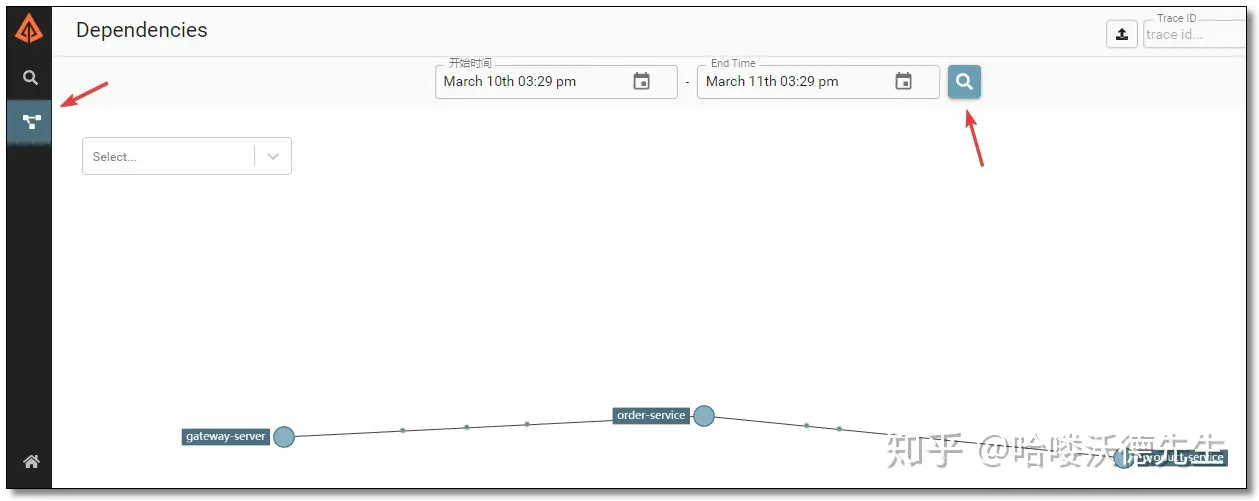 Dependencies
Trace ID
trace id...
开始时间
March 10th 03:29 pm
-
End Time
March 11th 03:29 pm
Select...
order-service
gateway-server
product-service
知乎 @哈喽沃德先生